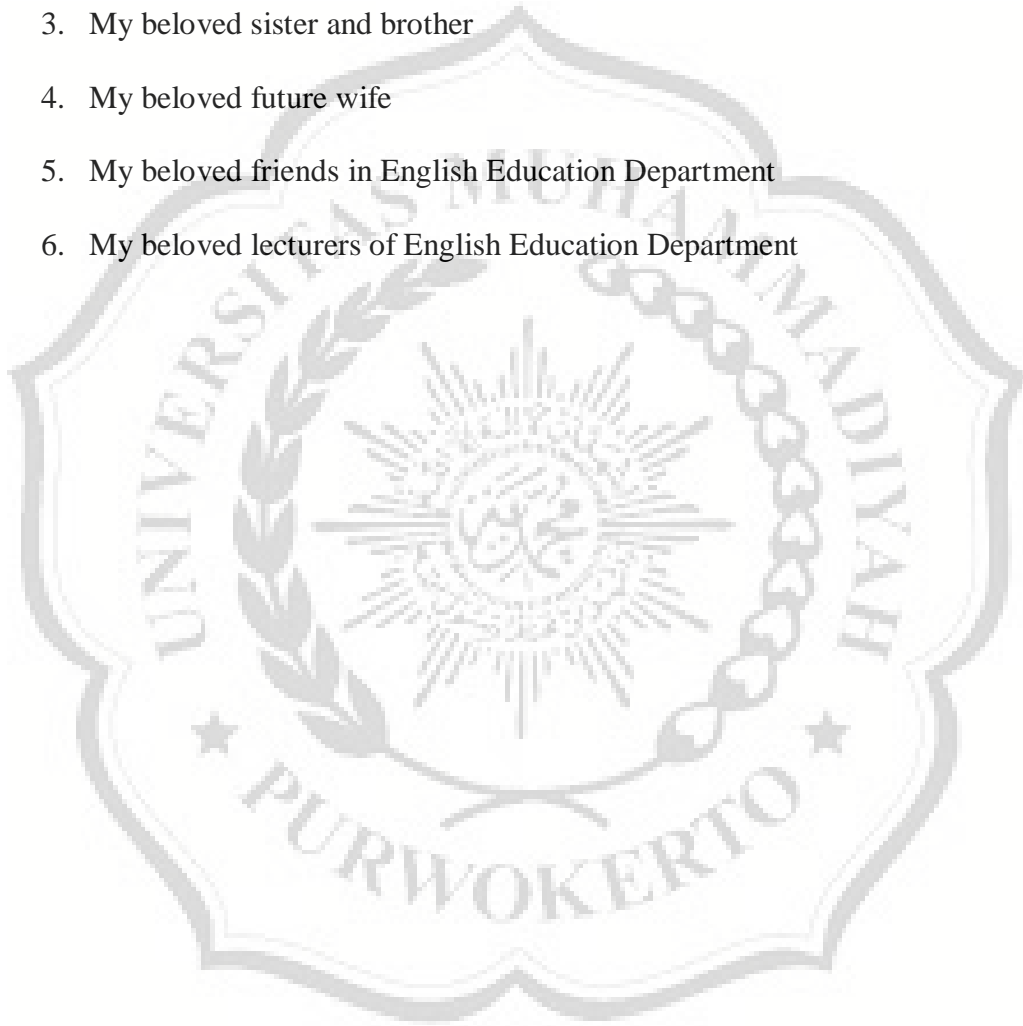 3. My beloved sister and brother
4. My beloved future wife
5. My beloved friends in English Education Department
6. My beloved lecturers of English Education Department
UNIVERSITAS MUHAMMADIYAH
PURWOKERTO